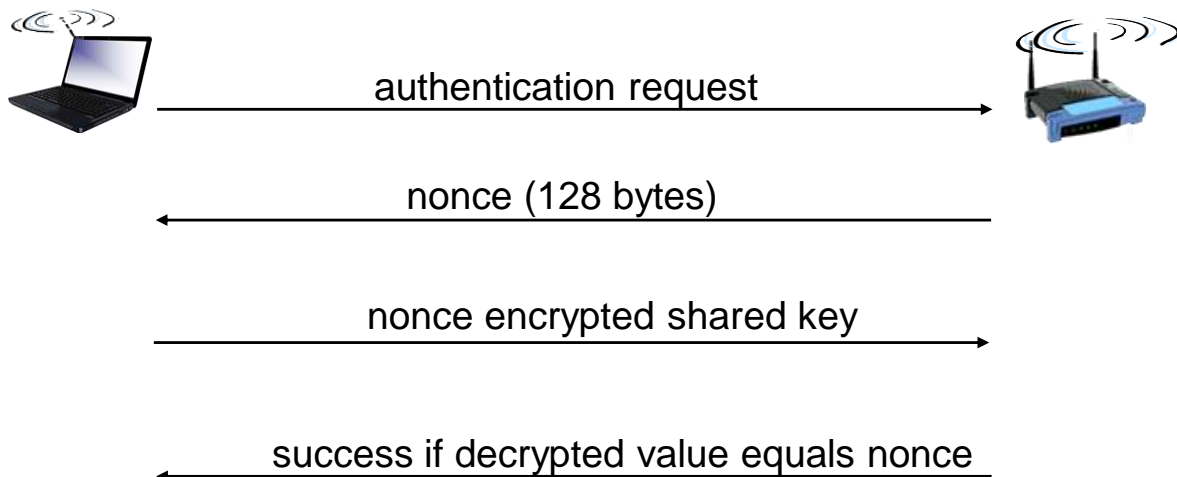 authentication request
nonce (128 bytes)
nonce encrypted shared key
success if decrypted value equals nonce